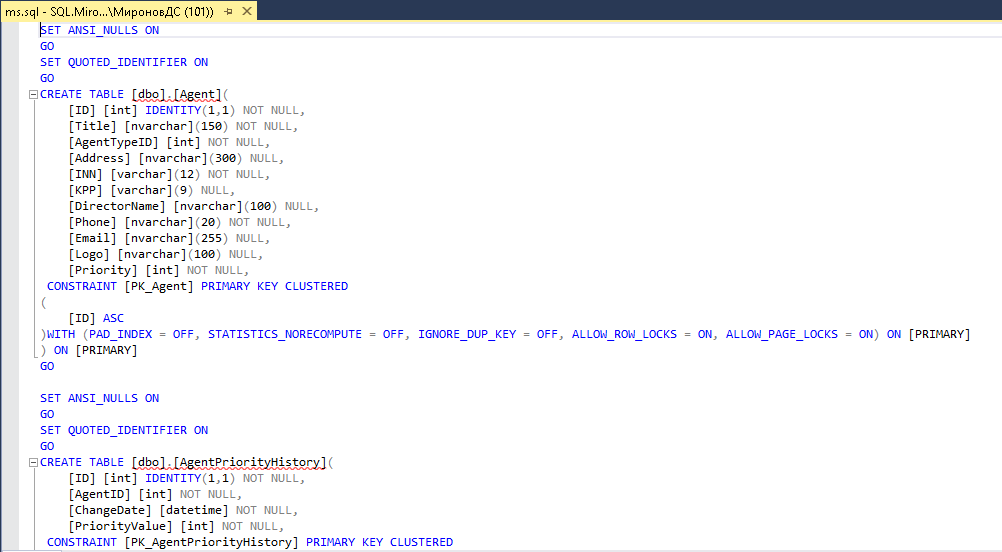 ms.sql - SQL.Miro...\МироновДС (101))
SET ANSI_NULLS ON
GO
SET QUOTED_IDENTIFIER ON
GO
CREATE TABLE [dbo].[Agent](
[ID] [int] IDENTITY(1,1) NOT NULL,
[Title] [nvarchar](150) NOT NULL,
[AgentTypeID] [int] NOT NULL,
[Address] [nvarchar](300) NULL,
[INN] [varchar](12) NOT NULL,
[KPP] [varchar](9) NULL,
[DirectorName] [nvarchar](100) NULL,
[Phone] [nvarchar](20) NOT NULL,
[Email] [nvarchar](255) NULL,
[Logo] [nvarchar](100) NULL,
[Priority] [int] NOT NULL,
CONSTRAINT [PK_Agent] PRIMARY KEY CLUSTERED
(
[ID] ASC
)WITH (PAD_INDEX = OFF, STATISTICS_NORECOMPUTE = OFF, IGNORE_DUP_KEY = OFF, ALLOW_ROW_LOCKS = ON, ALLOW_PAGE_LOCKS = ON) ON [PRIMARY]
) ON [PRIMARY]
GO
SET ANSI_NULLS ON
GO
SET QUOTED_IDENTIFIER ON
GO
CREATE TABLE [dbo].[AgentPriorityHistory](
[ID] [int] IDENTITY(1,1) NOT NULL,
[AgentID] [int] NOT NULL,
[ChangeDate] [datetime] NOT NULL,
[PriorityValue] [int] NOT NULL,
CONSTRAINT [PK_AgentPriorityHistory] PRIMARY KEY CLUSTERED